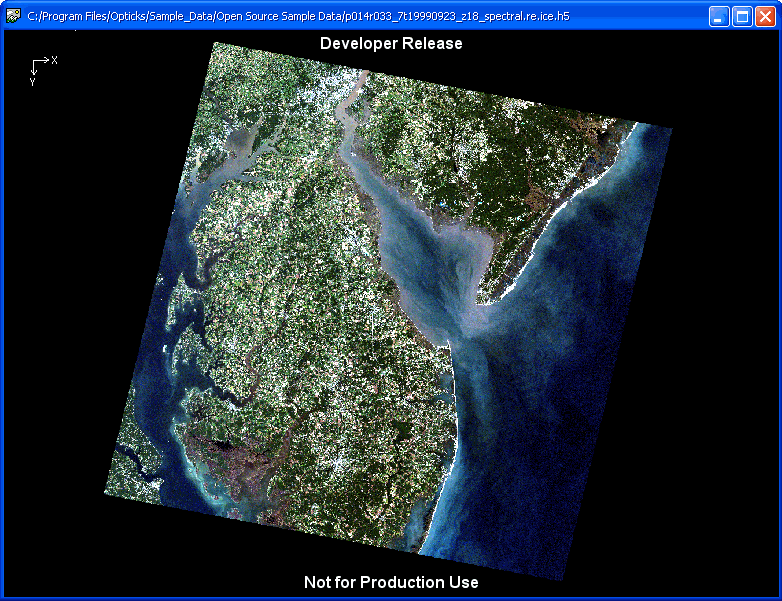 C:/Program Files/Opticks/Sample_Data/Open Source Sample Data/p014r033_7t19990923_z18_spectral.re.ice.h5
Developer Release
X
Y
Not for Production Use